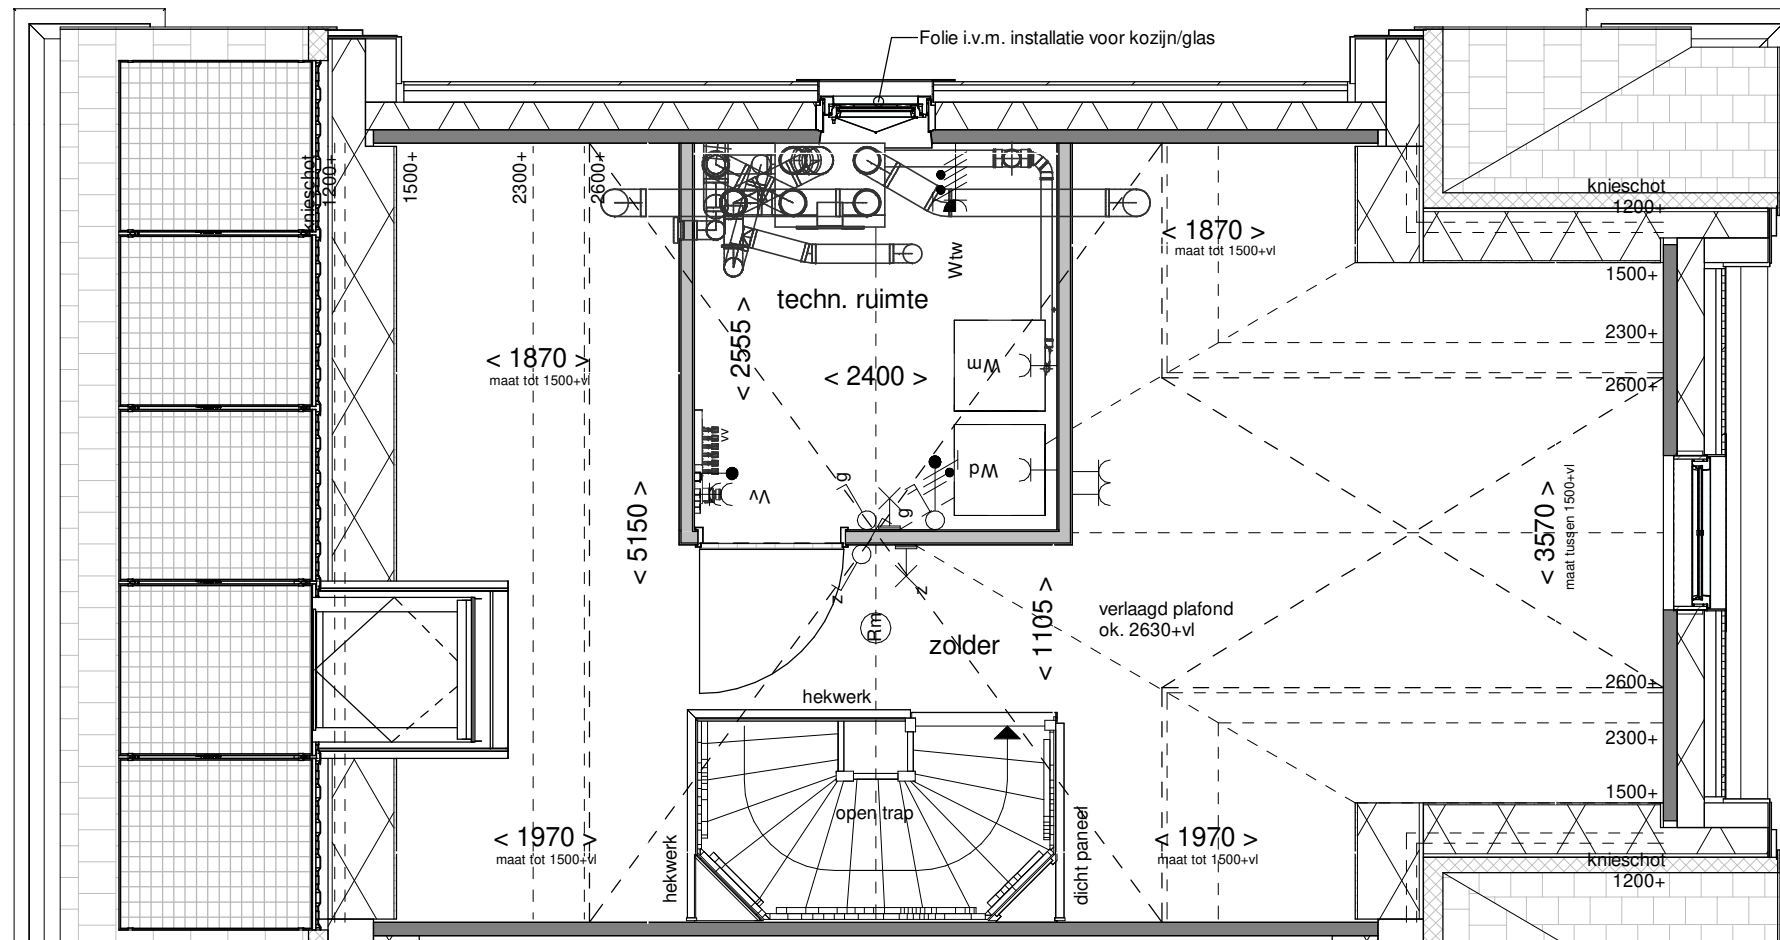 Folie i.v.m. installatie voor kozijn/glas
knieschot
1200+
1500+
2300+
2600+
knieschot
1200+
< 1870 >
maat tot 1500+vl
Wtw
1500+
techn. ruimte
< 2555 >
2300+
< 1870 >
maat tot 1500+vl
< 2400 >
Wm
2600+
vv
Vv
g
g
Wd
< 5150 >
< 3570 >
maat tussen 1500+vl
z
z
Rm
zolder
< 1105 >
verlaagd plafond
ok. 2630+vl
2600+
hekwerk
2300+
1500+
open trap
< 1970 >
maat tot 1500+vl
hekwerk
dicht paneel
< 1970 >
maat tot 1500+vl
knieschot
1200+